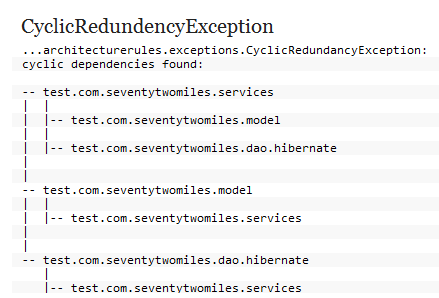 CyclicRedundencyException
...architecturerules.exceptions.CyclicRedundancyException:
cyclic dependencies found:
-- test.com.seventytwomiles.services
|  |
|  |-- test.com.seventytwomiles.model
|  |
|  |-- test.com.seventytwomiles.dao.hibernate
|
|
-- test.com.seventytwomiles.model
|  |
|  |-- test.com.seventytwomiles.services
|
|
-- test.com.seventytwomiles.dao.hibernate
   |
   |-- test.com.seventytwomiles.services